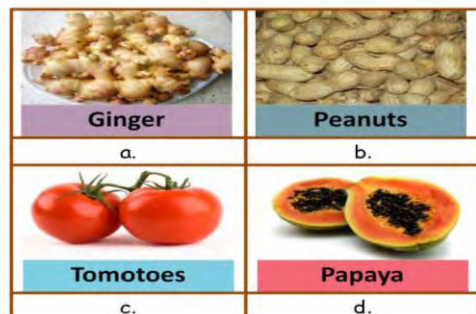 Ginger
Peanuts
a.
b.
Tomotoes
Papaya
c.
d.